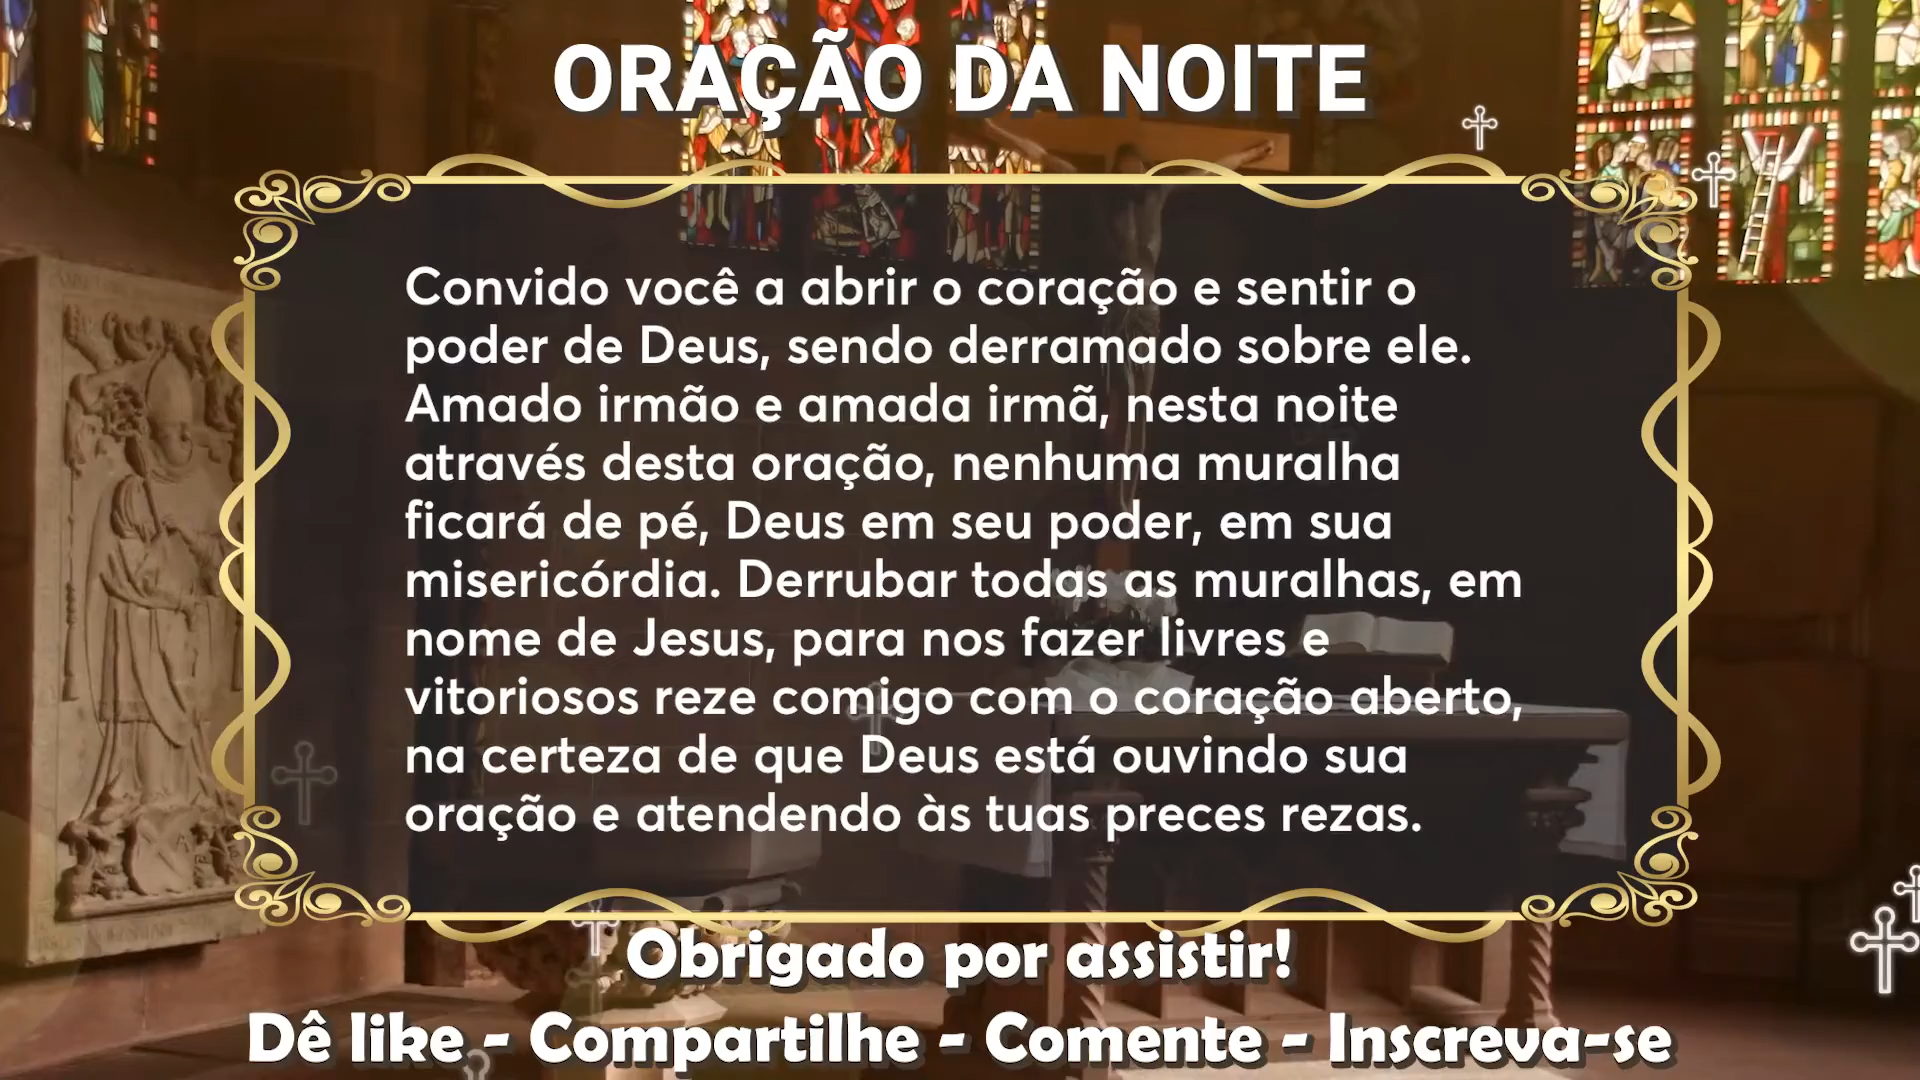 ORAÇÃO DA NOITE
Convido você a abrir o coração e sentir o
poder de Deus, sendo derramado sobre ele.
Amado irmão e amada irmã, nesta noite
através desta oração, nenhuma muralha
ficará de pé, Deus em seu poder, em sua
misericórdia. Derrubar todas as muralhas, em
nome de Jesus, para nos fazer livres e
vitoriosos reze comigo com o coração aberto,
na certeza de que Deus está ouvindo sua
oração e atendendo às tuas preces rezas.
Obrigado por assistir!
Dê like - Compartilhe - Comente - Inscreva-se